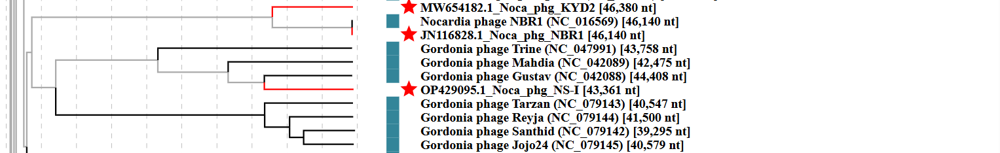 MW654182.1_Noca_phg_KYD2 [46,380 nt]
Nocardia phage NBR1 (NC_016569) [46,140 nt]
JN116828.1_Noca_phg_NBR1 [46,140 nt]
Gordonia phage Trine (NC_047991) [43,758 nt]
Gordonia phage Mahdia (NC_042089) [42,475 nt]
Gordonia phage Gustav (NC_042088) [44,408 nt]
OP429095.1_Noca_phg_NS-I [43,361 nt]
Gordonia phage Tarzan (NC_079143) [40,547 nt]
Gordonia phage Reyja (NC_079144) [41,500 nt]
Gordonia phage Santhid (NC_079142) [39,295 nt]
Gordonia phage Jojo24 (NC_079145) [40,579 nt]